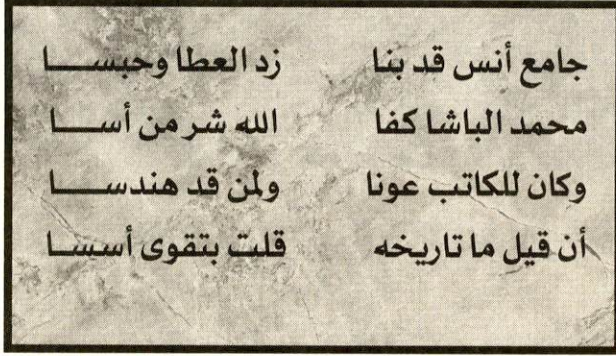 جامع أنس قد بنا زد العطا وحبسا
محمد الباشا كفا الله شر من أسا
وكان للكاتب عونا ولمن قد هندسا
أن قيل ما تاريخه قلت بتقوى أسسا